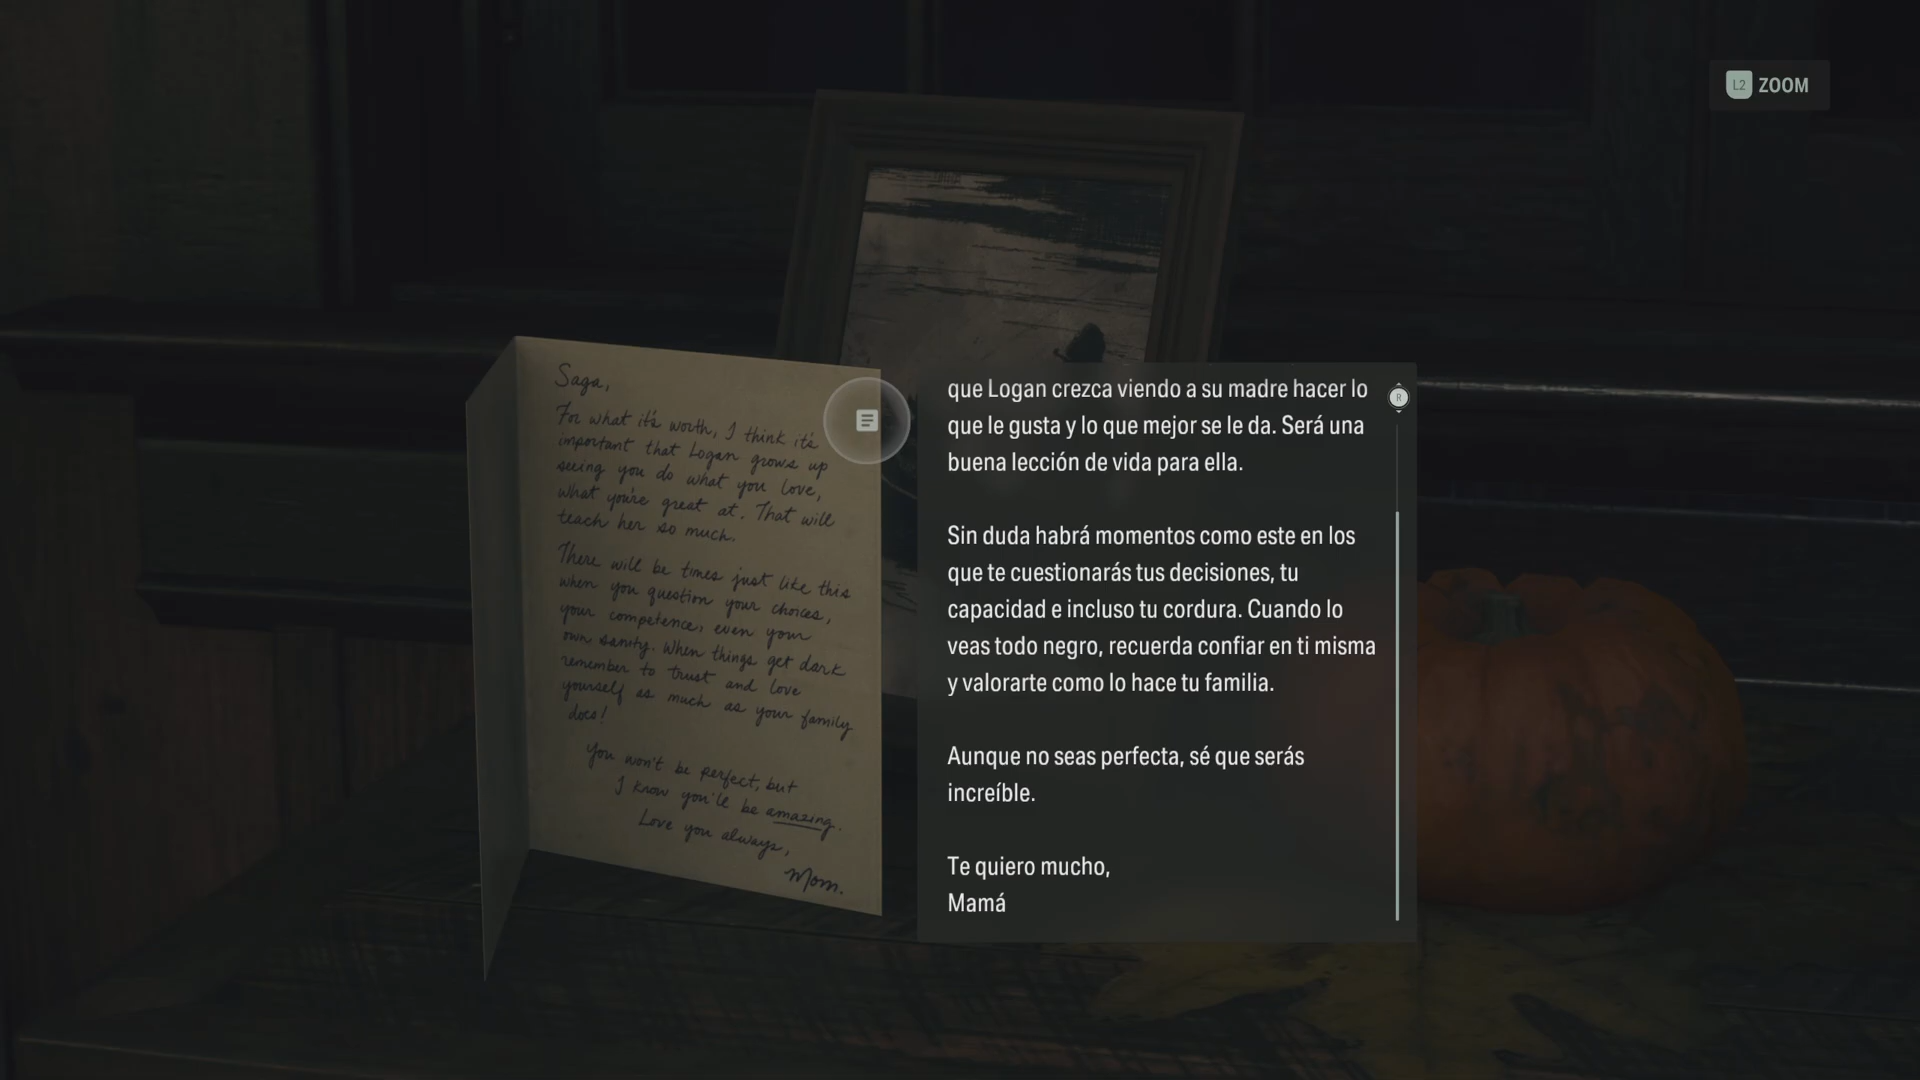 L2 ZOOM
Saga,
For what it's worth, I think it's
important that Logan grows up
seeing you do what you love,
what you're great at. That will
teach her so much.
There will be times just like this
when you question your choices,
your competence, even your
own sanity. When things get dark
remember to trust and love
yourself as much as your family
does!
You won't be perfect, but
I know you'll be amazing.
Love you always,
Mom.
R
que Logan crezca viendo a su madre hacer lo
que le gusta y lo que mejor se le da. Será una
buena lección de vida para ella.
Sin duda habrá momentos como este en los
que te cuestionarás tus decisiones, tu
capacidad e incluso tu cordura. Cuando lo
veas todo negro, recuerda confiar en ti misma
y valorarte como lo hace tu familia.
Aunque no seas perfecta, sé que serás
increíble.
Te quiero mucho,
Mamá